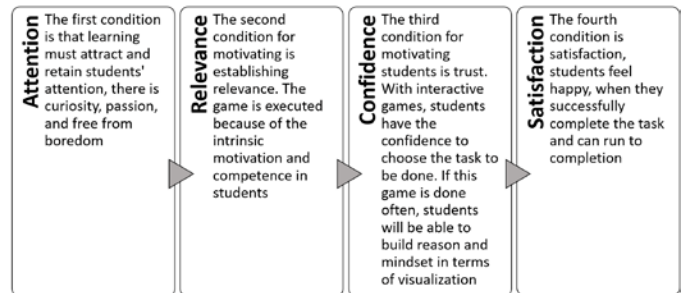 Attention
The first condition
is that learning
must attract and
retain students'
attention, there is
curiosity, passion,
and free from
boredom
Relevance
The second
condition for
motivating is
establishing
relevance. The
game is executed
because of the
intrinsic
motivation and
competence in
students
Confidence
The third
condition for
motivating
students is trust.
With interactive
games, students
have the
confidence to
choose the task to
be done. If this
game is done
often, students
will be able to
build reason and
mindset in terms
of visualization
Satisfaction
The fourth
condition is
satisfaction,
students feel
happy, when they
successfully
complete the task
and can run to
completion